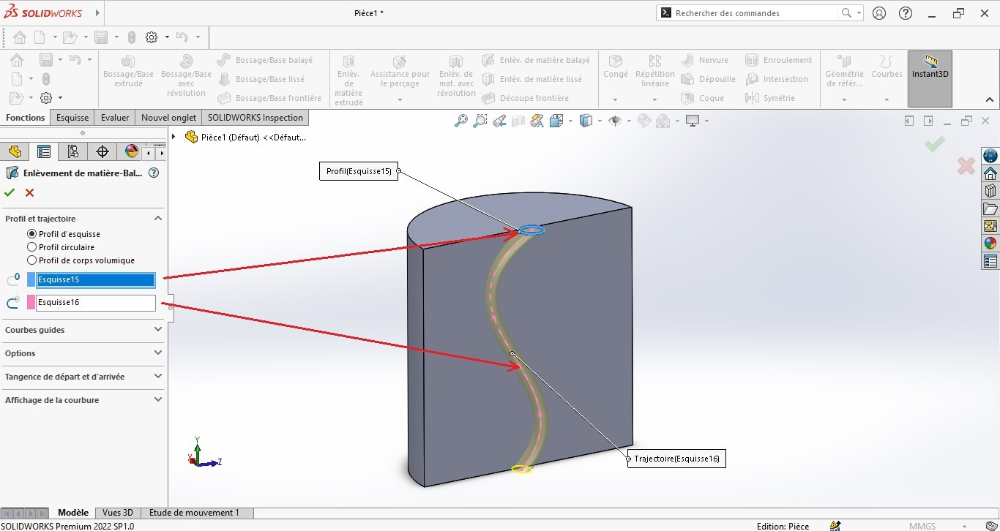 SOLIDWORKS
Pièce1 *
Rechercher des commandes
Bossage/Base
extrudé
Bossage/Base
avec
révolution
Bossage/Base balayé
Bossage/Base lissé
Bossage/Base frontière
Enlèv.
de
matière
extrudé
Assistance pour
le perçage
Enlèv. de
mat. avec
révolution
Enlèv. de matière balayé
Enlèv. de matière lissé
Découpe frontière
Congé
Répétition
linéaire
Nervure
Dépouille
Coque
Enroulement
Intersection
Symétrie
Géométrie
de référ...
Courbes
Instant3D
Fonctions
Esquisse
Evaluer
Nouvel onglet
SOLIDWORKS Inspection
Pièce1 (Défaut) <<Défaut...
Enlèvement de matière-Bal...
Profil et trajectoire
Profil d'esquisse
Profil circulaire
Profil de corps volumique
Esquisse15
Esquisse16
Courbes guides
Options
Tangence de départ et d'arrivée
Affichage de la courbure
Profil(Esquisse15)
Trajectoire(Esquisse16)
Y
X
Z
Modèle
Vues 3D
Etude de mouvement 1
SOLIDWORKS Premium 2022 SP1.0
Edition: Pièce
MMGS